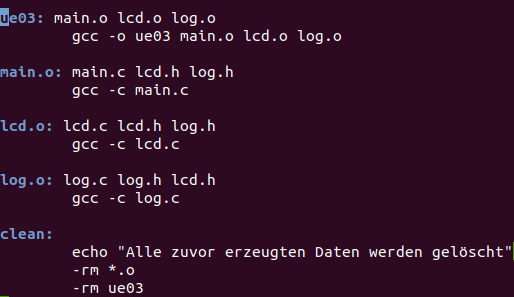 ue03: main.o lcd.o log.o
gcc -o ue03 main.o lcd.o log.o
main.o: main.c lcd.h log.h
gcc -c main.c
lcd.o: lcd.c lcd.h log.h
gcc -c lcd.c
log.o: log.c log.h lcd.h
gcc -c log.c
clean:
echo "Alle zuvor erzeugten Daten werden gelöscht"
-rm *.o
-rm ue03